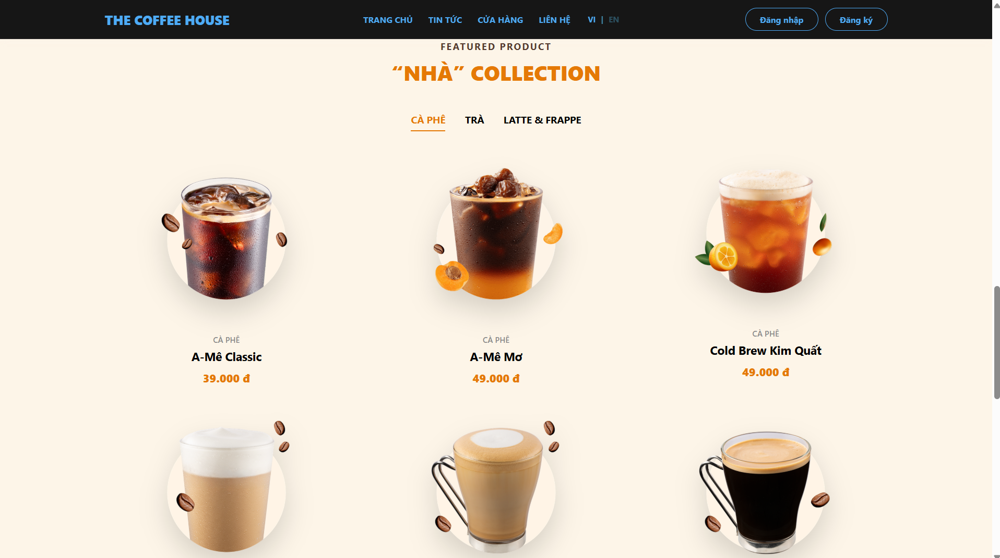 THE COFFEE HOUSE
TRANG CHỦ TIN TỨC CỬA HÀNG LIÊN HỆ VI | EN
Đăng nhập Đăng ký
FEATURED PRODUCT
“NHÀ” COLLECTION
CÀ PHÊ TRÀ LATTE & FRAPPE
CÀ PHÊ
A-Mê Classic
39.000 đ
CÀ PHÊ
A-Mê Mơ
49.000 đ
CÀ PHÊ
Cold Brew Kim Quất
49.000 đ